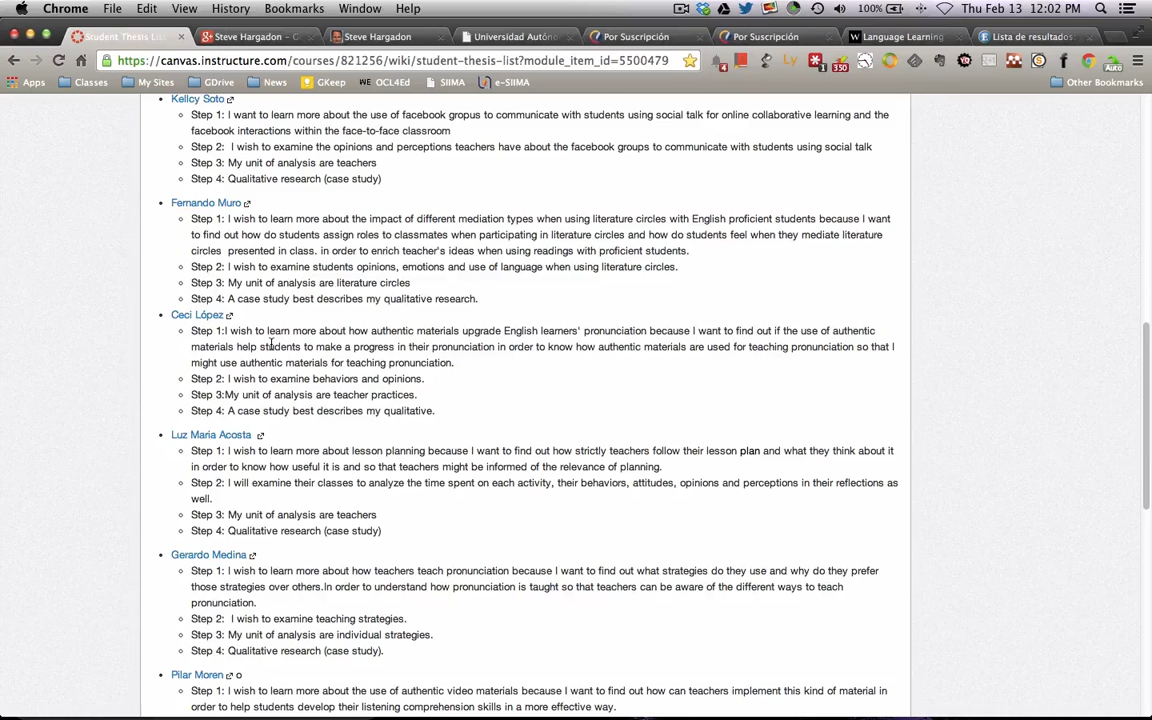 Chrome File Edit View History Bookmarks Window Help 100% Thu Feb 13 12:02 PM
Student Thesis List Steve Hargadon – G Steve Hargadon Universidad Autón Por Suscripción Por Suscripción Language Learning Lista de resultados
https://canvas.instructure.com/courses/821256/wiki/student-thesis-list?module_item_id=5500479
Apps Classes My Sites GDrive News GKeep WE OCL4Ed SIIMA e-SIIMA Other Bookmarks
Kellcy Soto
Step 1: I want to learn more about the use of facebook gropus to communicate with students using social talk for online collaborative learning and the
facebook interactions within the face-to-face classroom
Step 2: I wish to examine the opinions and perceptions teachers have about the facebook groups to communicate with students using social talk
Step 3: My unit of analysis are teachers
Step 4: Qualitative research (case study)
Fernando Muro
Step 1: I wish to learn more about the impact of different mediation types when using literature circles with English proficient students because I want
to find out how do students assign roles to classmates when participating in literature circles and how do students feel when they mediate literature
circles presented in class. in order to enrich teacher's ideas when using readings with proficient students.
Step 2: I wish to examine students opinions, emotions and use of language when using literature circles.
Step 3: My unit of analysis are literature circles
Step 4: A case study best describes my qualitative research.
Ceci López
Step 1:I wish to learn more about how authentic materials upgrade English learners' pronunciation because I want to find out if the use of authentic
materials help students to make a progress in their pronunciation in order to know how authentic materials are used for teaching pronunciation so that I
might use authentic materials for teaching pronunciation.
Step 2: I wish to examine behaviors and opinions.
Step 3:My unit of analysis are teacher practices.
Step 4: A case study best describes my qualitative.
Luz Maria Acosta
Step 1: I wish to learn more about lesson planning because I want to find out how strictly teachers follow their lesson plan and what they think about it
in order to know how useful it is and so that teachers might be informed of the relevance of planning.
Step 2: I will examine their classes to analyze the time spent on each activity, their behaviors, attitudes, opinions and perceptions in their reflections as
well.
Step 3: My unit of analysis are teachers
Step 4: Qualitative research (case study)
Gerardo Medina
Step 1: I wish to learn more about how teachers teach pronunciation because I want to find out what strategies do they use and why do they prefer
those strategies over others.In order to understand how pronunciation is taught so that teachers can be aware of the different ways to teach
pronunciation.
Step 2: I wish to examine teaching strategies.
Step 3: My unit of analysis are individual strategies.
Step 4: Qualitative research (case study).
Pilar Moren o
Step 1: I wish to learn more about the use of authentic video materials because I want to find out how can teachers implement this kind of material in
order to help students develop their listening comprehension skills in a more effective way.